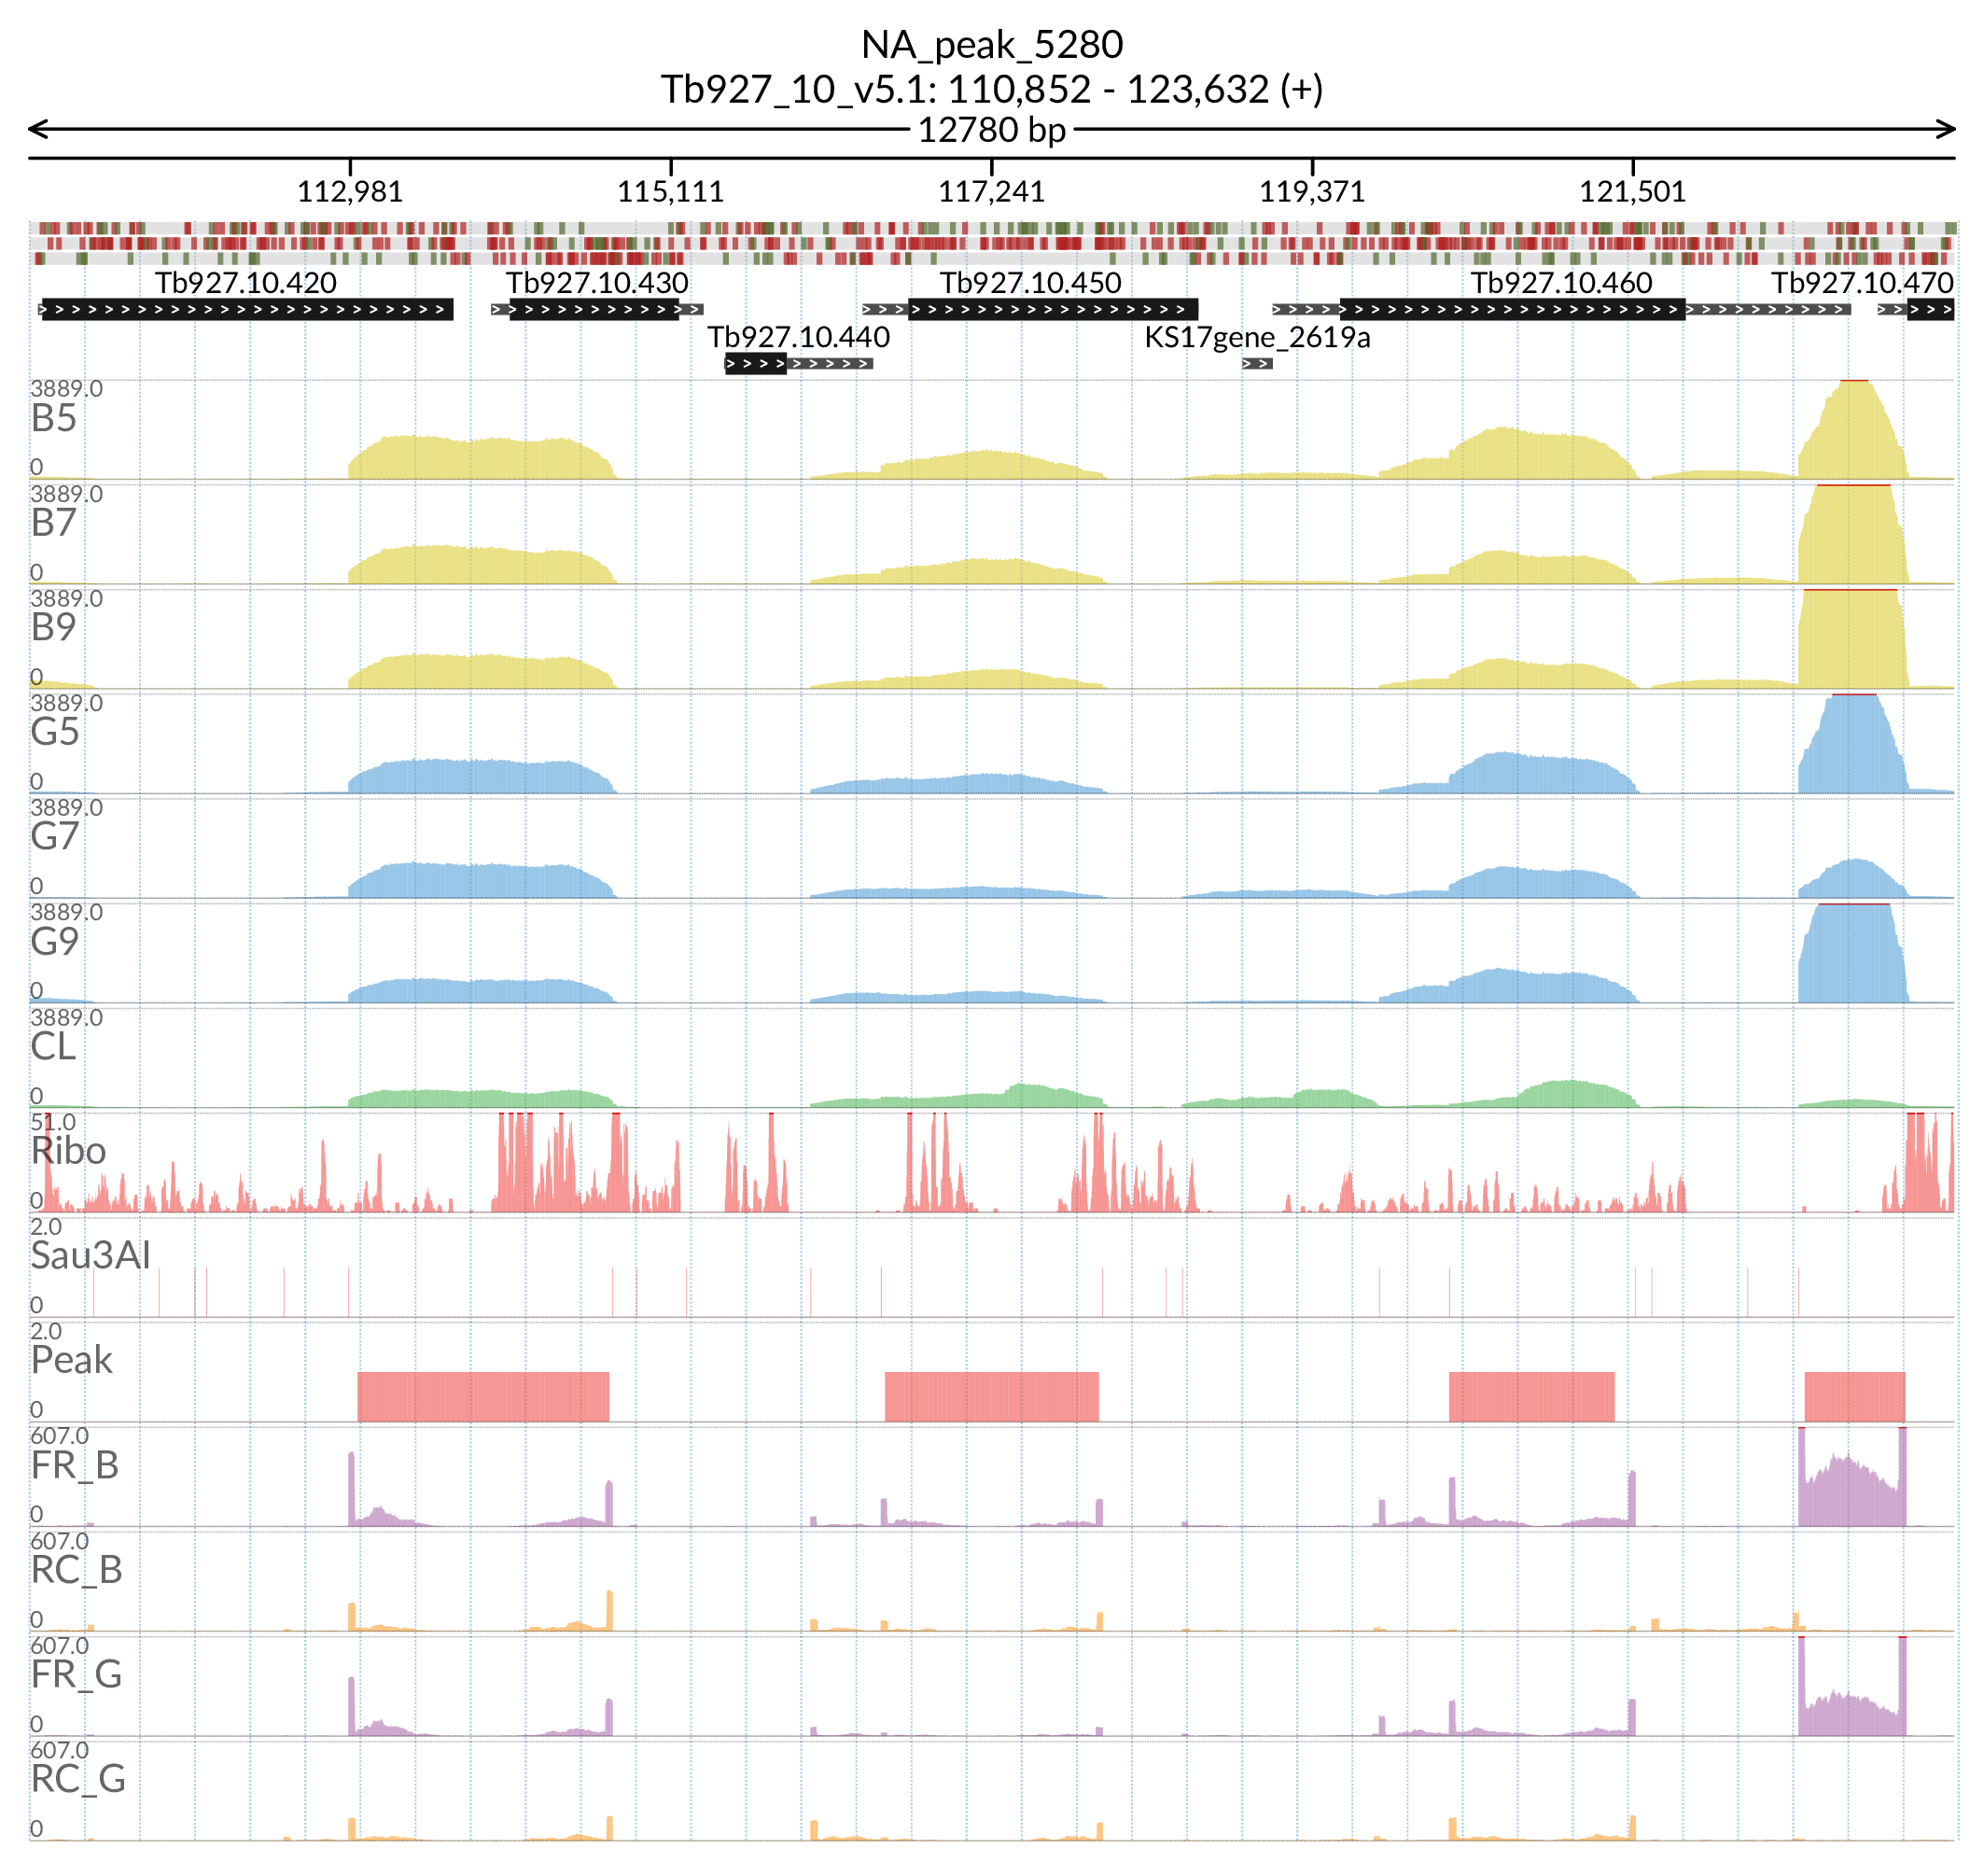 NA_peak_5280
Tb927_10_v5.1: 110,852 - 123,632 (+)
12780 bp
112,981 115,111 117,241 119,371 121,501
Tb927.10.420 Tb927.10.430 Tb927.10.450 Tb927.10.460 Tb927.10.470
Tb927.10.440 KS17gene_2619a
3889.0
B5
0
3889.0
B7
0
3889.0
B9
0
3889.0
G5
0
3889.0
G7
0
3889.0
G9
0
3889.0
CL
0
51.0
Ribo
0
2.0
Sau3AI
0
2.0
Peak
0
607.0
FR_B
0
607.0
RC_B
0
607.0
FR_G
0
607.0
RC_G
0